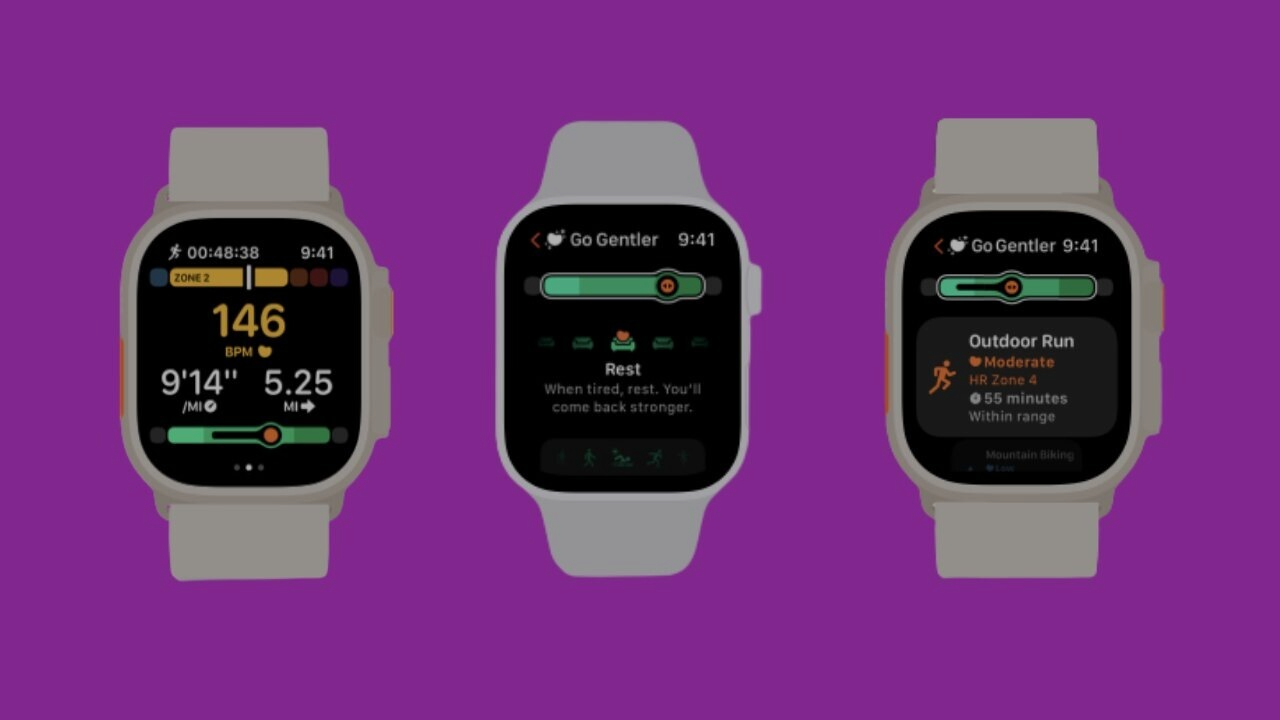 00:48:38 9:41
ZONE 2
146
BPM
9'14" 5.25
/MI MI
Go Gentler 9:41
Rest
When tired, rest. You'll
come back stronger.
Go Gentler 9:41
Outdoor Run
Moderate
HR Zone 4
55 minutes
Within range
Mountain Biking
Low